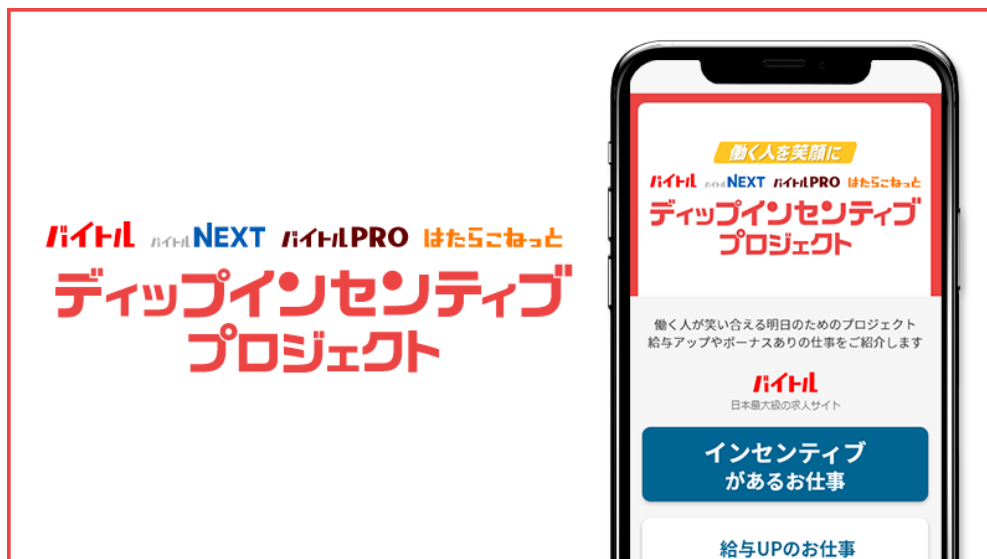 バイトル バイトルNEXT バイトルPRO はたらこねっと
ディップインセンティブ
プロジェクト
働く人を笑顔に
バイトル バイトルNEXT バイトルPRO はたらこねっと
ディップインセンティブ
プロジェクト
働く人が笑い合える明日のためのプロジェクト
給与アップやボーナスありの仕事をご紹介します
バイトル
日本最大級の求人サイト
インセンティブ
があるお仕事
給与UPのお仕事